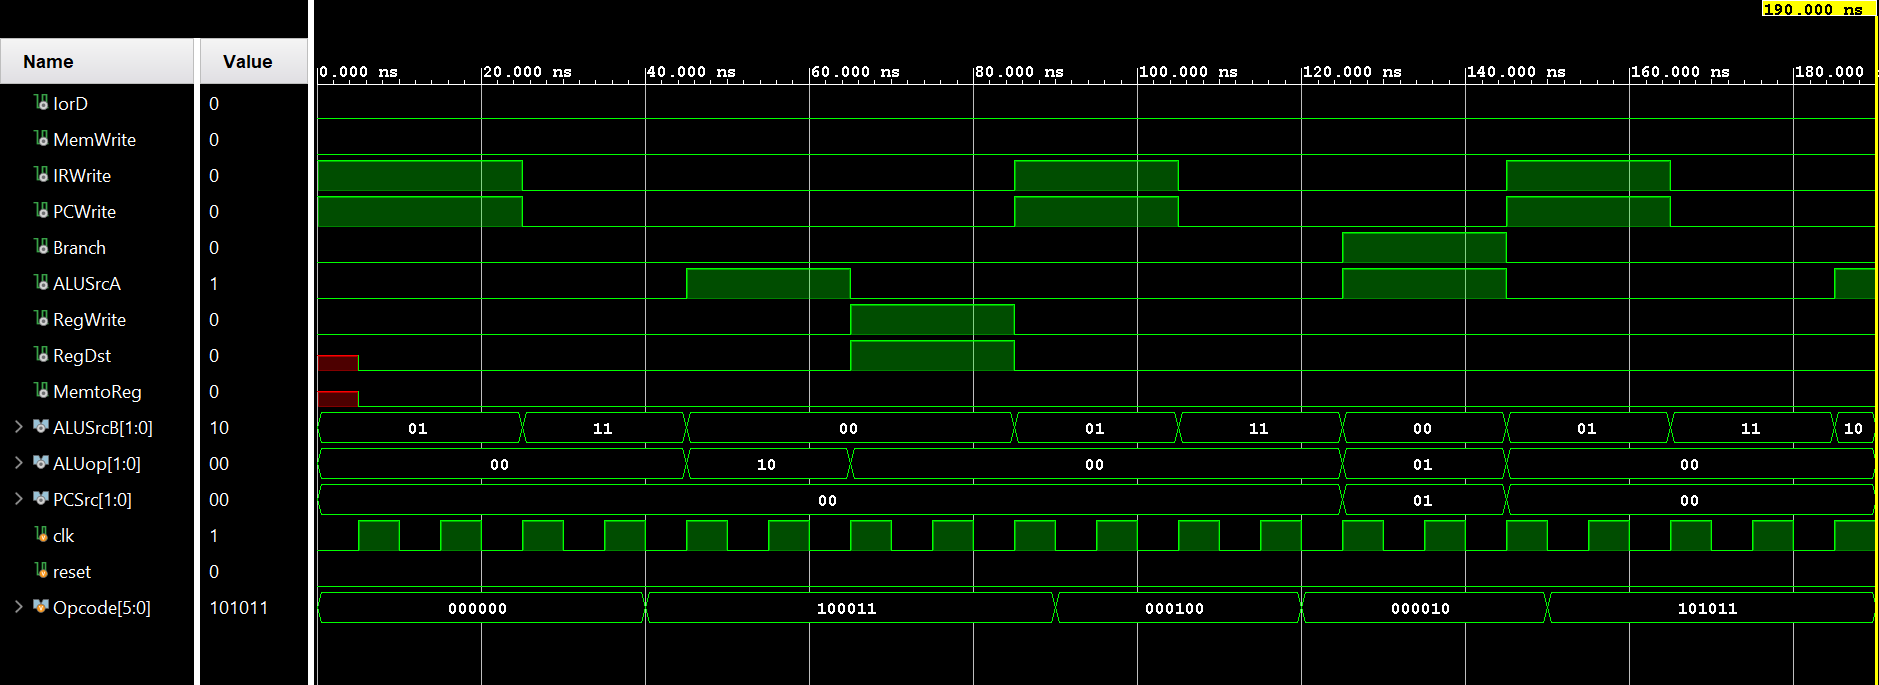 190.000 ns
Name Value
0.000 ns 20.000 ns 40.000 ns 60.000 ns 80.000 ns 100.000 ns 120.000 ns 140.000 ns 160.000 ns 180.000
IorD 0
MemWrite 0
IRWrite 0
PCWrite 0
Branch 0
ALUSrcA 1
RegWrite 0
RegDst 0
MemtoReg 0
ALUSrcB[1:0] 10 01 11 00 01 11 00 01 11 10
ALUop[1:0] 00 00 10 00 01 00
PCSrc[1:0] 00 00 01 00
clk 1
reset 0
Opcode[5:0] 101011 000000 100011 000100 000010 101011